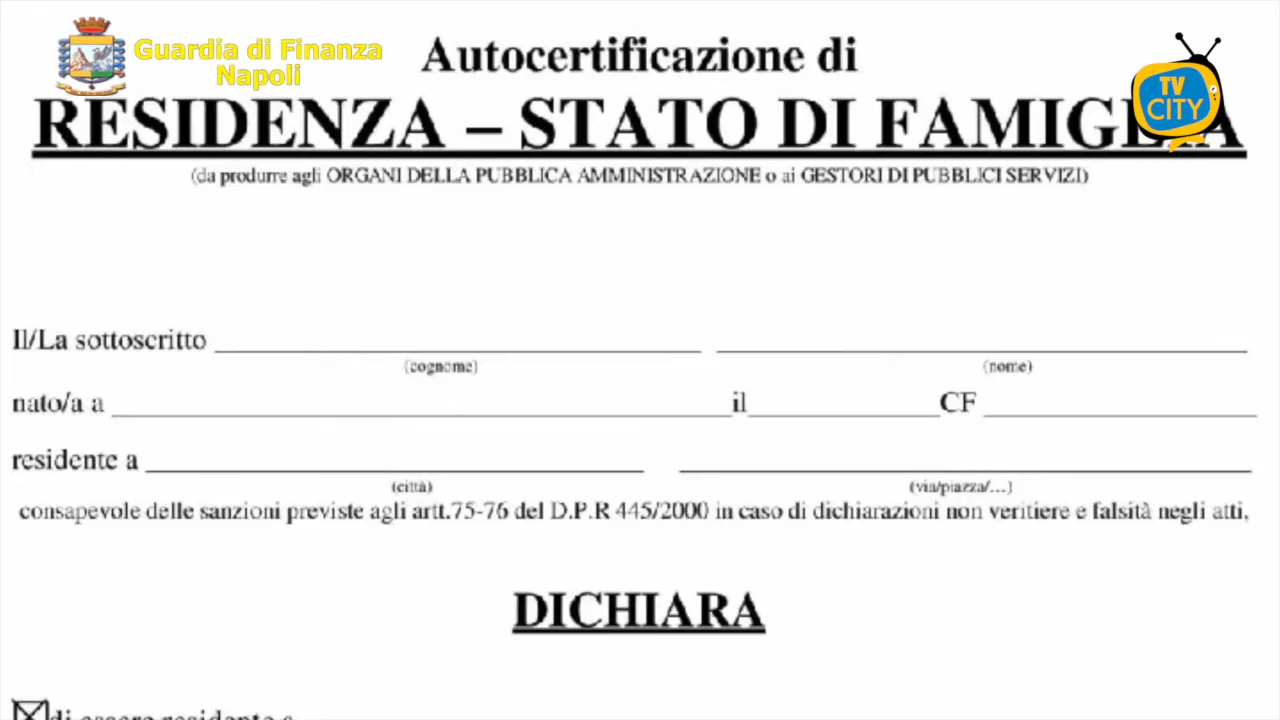 Guardia di Finanza
Napoli
TV
CITY
Autocertificazione di
RESIDENZA – STATO DI FAMIGLIA
(da produrre agli ORGANI DELLA PUBBLICA AMMINISTRAZIONE o ai GESTORI DI PUBBLICI SERVIZI)
Il/La sottoscritto
(cognome) (nome)
nato/a a il CF
residente a
(città) (via/piazza/…)
consapevole delle sanzioni previste agli artt.75-76 del D.P.R 445/2000 in caso di dichiarazioni non veritiere e falsità negli atti,
DICHIARA
di essere residente a